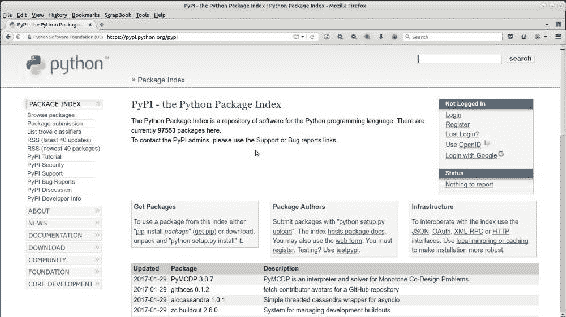 PyPI - the Python Package Index : Python Package Index - Mozilla Firefox
File Edit View History Bookmarks ScrapBook Tools Help
PyPI - the Python Packag...
Python Software Foundation (US) https://pypi.python.org/pypi Search
python
search
» Package Index
PACKAGE INDEX
Browse packages
Package submission
List trove classifiers
RSS (latest 40 updates)
RSS (newest 40 packages)
PyPI Tutorial
PyPI Security
PyPI Support
PyPI Bug Reports
PyPI Discussion
PyPI Developer Info
ABOUT
NEWS
DOCUMENTATION
DOWNLOAD
COMMUNITY
FOUNDATION
CORE DEVELOPMENT
PyPI - the Python Package Index
The Python Package Index is a repository of software for the Python programming language. There are
currently 97551 packages here.
To contact the PyPI admins, please use the Support or Bug reports links.
Not Logged In
Login
Register
Lost Login?
Use OpenID
Login with Google
Status
Nothing to report
Get Packages
To use a package from this index either
"pip install package" (get pip) or download,
unpack and "python setup.py install" it.
Package Authors
Submit packages with "python setup.py
upload". The index hosts package docs.
You may also use the web form. You must
register. Testing? Use testpypi.
Infrastructure
To interoperate with the index use the
JSON, OAuth, XML-RPC or HTTP
interfaces. Use local mirroring or caching
to make installation more robust.
Updated Package Description
2017-01-29 PyMCDP 3.0.7 PyMCDP is an interpreter and solver for Monotone Co-Design Problems
2017-01-29 gitfaces 0.1.2 fetch contributor avatars for a GitHub repository
2017-01-29 aiocassandra 1.0.1 Simple threaded cassandra wrapper for asyncio
2017-01-29 zc.buildout 2.8.0 System for managing development buildouts